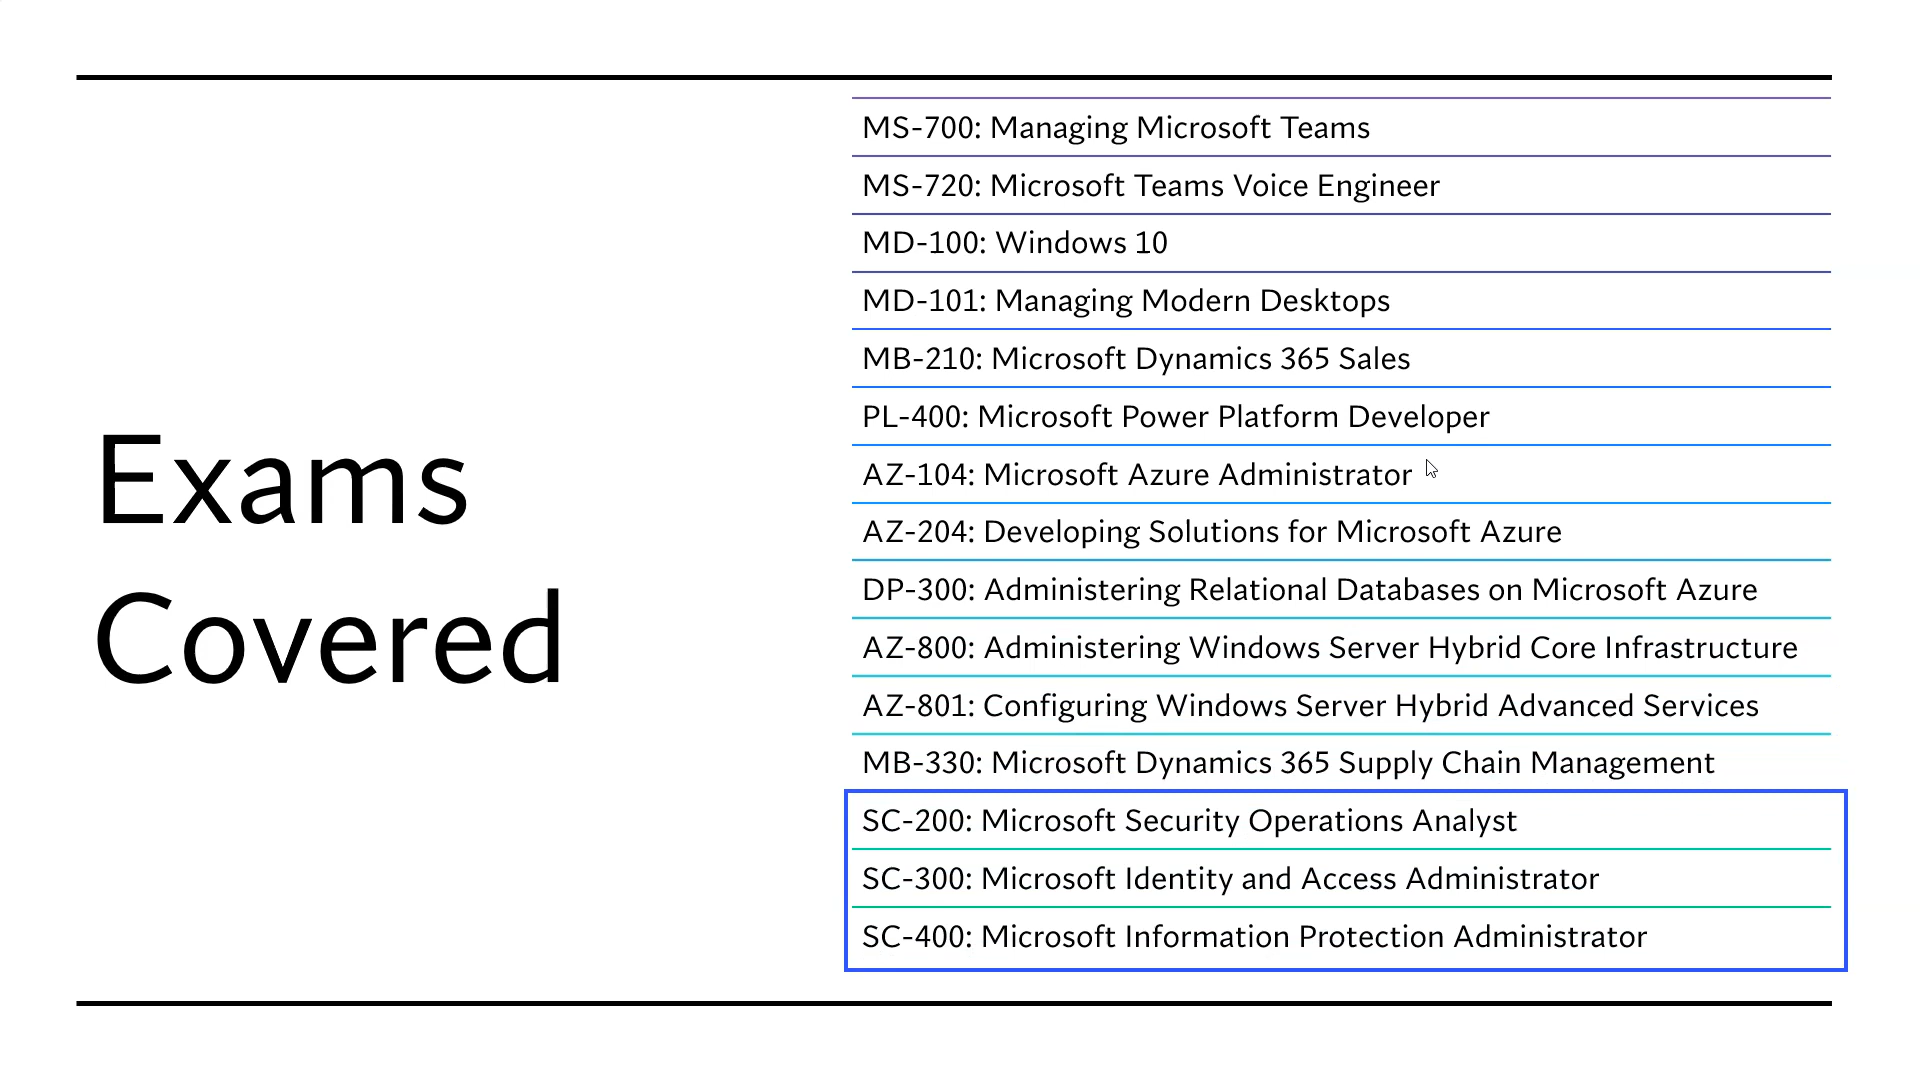 Exams
Covered
MS-700: Managing Microsoft Teams
MS-720: Microsoft Teams Voice Engineer
MD-100: Windows 10
MD-101: Managing Modern Desktops
MB-210: Microsoft Dynamics 365 Sales
PL-400: Microsoft Power Platform Developer
AZ-104: Microsoft Azure Administrator
AZ-204: Developing Solutions for Microsoft Azure
DP-300: Administering Relational Databases on Microsoft Azure
AZ-800: Administering Windows Server Hybrid Core Infrastructure
AZ-801: Configuring Windows Server Hybrid Advanced Services
MB-330: Microsoft Dynamics 365 Supply Chain Management
SC-200: Microsoft Security Operations Analyst
SC-300: Microsoft Identity and Access Administrator
SC-400: Microsoft Information Protection Administrator